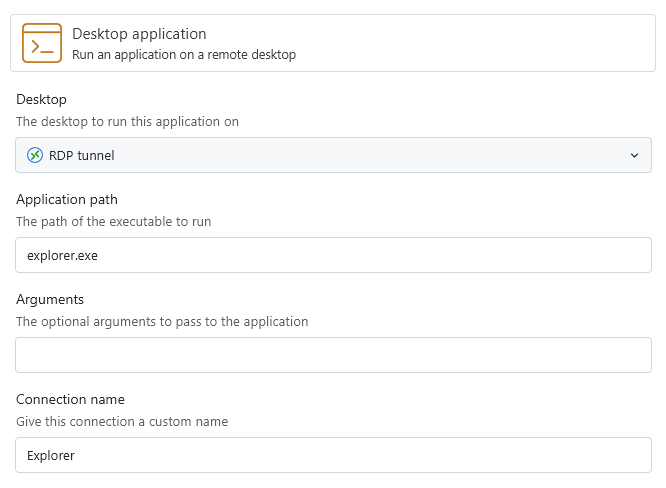 Desktop application
Run an application on a remote desktop
Desktop
The desktop to run this application on
RDP tunnel
Application path
The path of the executable to run
explorer.exe
Arguments
The optional arguments to pass to the application
Connection name
Give this connection a custom name
Explorer